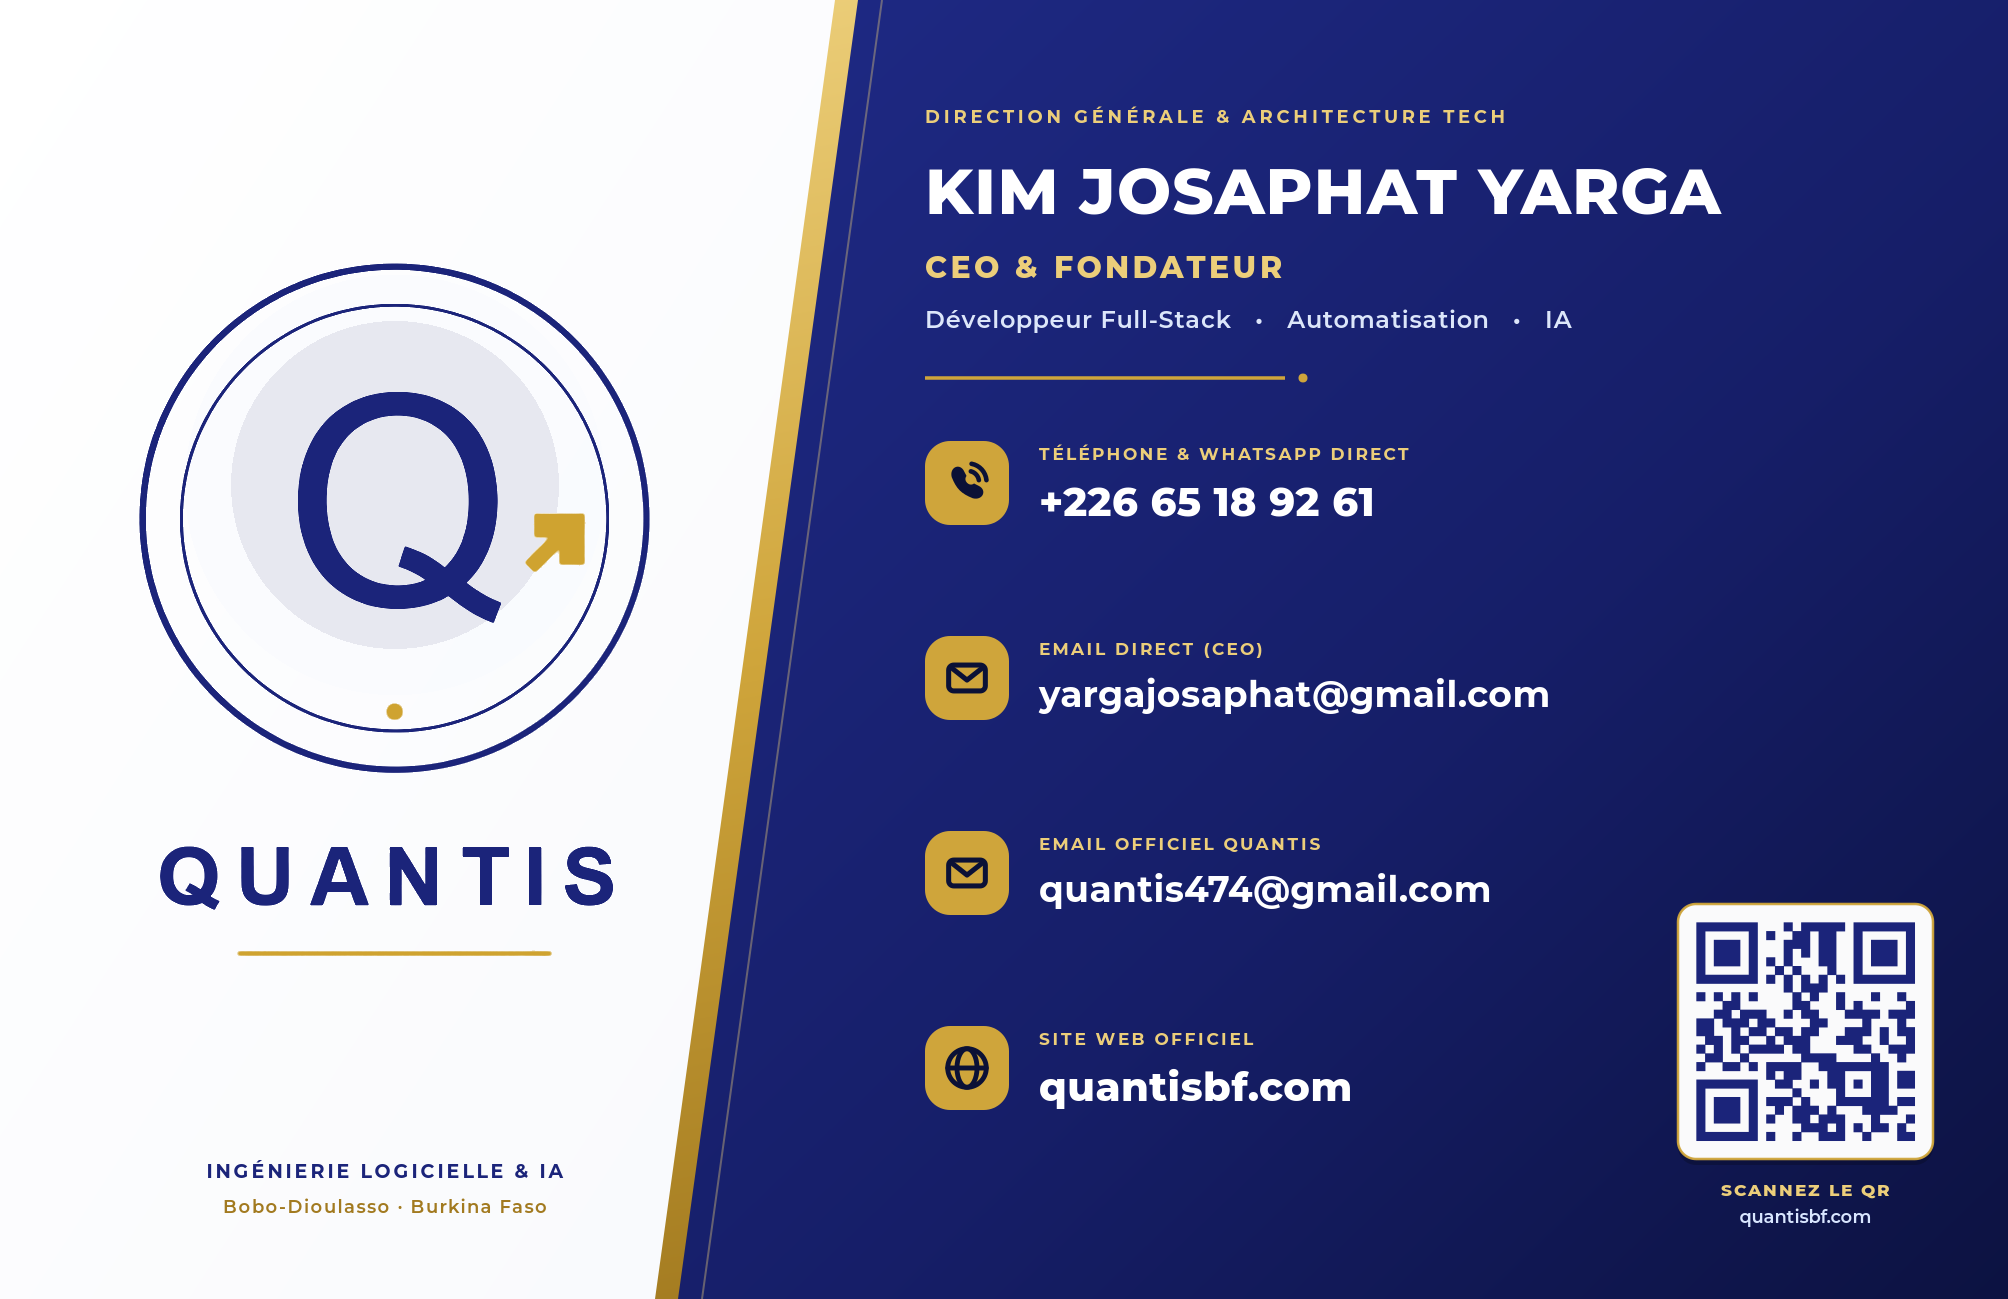 Q
QUANTIS
INGÉNIERIE LOGICIELLE & IA
Bobo-Dioulasso · Burkina Faso
DIRECTION GÉNÉRALE & ARCHITECTURE TECH
KIM JOSAPHAT YARGA
CEO & FONDATEUR
Développeur Full-Stack • Automatisation • IA
TÉLÉPHONE & WHATSAPP DIRECT
+226 65 18 92 61
EMAIL DIRECT (CEO)
yargajosaphat@gmail.com
EMAIL OFFICIEL QUANTIS
quantis474@gmail.com
SITE WEB OFFICIEL
quantisbf.com
SCANNEZ LE QR
quantisbf.com